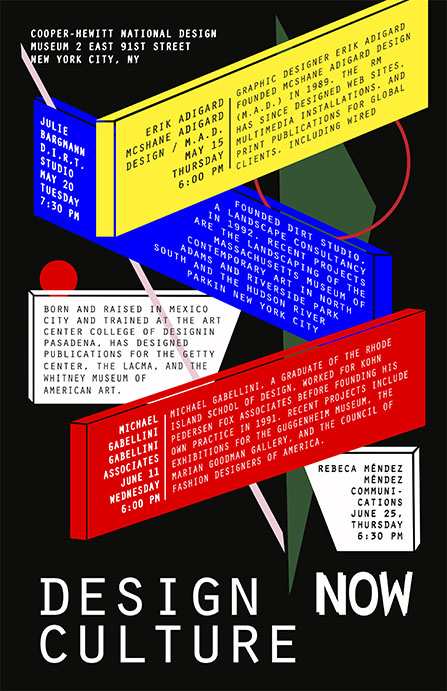 COOPER-HEWITT NATIONAL DESIGN
MUSEUM 2 EAST 91ST STREET
NEW YORK CITY, NY
ERIK ADIGARD
MCSHANE ADIGARD
DESIGN / M.A.D.
MAY 15
THURSDAY
6:00 PM
GRAPHIC DESIGNER ERIK ADIGARD
FOUNDED MCSHANE ADIGARD DESIGN
(M.A.D.) IN 1989. THE RM
HAS SINCE DESIGNED WEB SITES,
MULTIMEDIA INSTALLATIONS, AND
PRINT PUBLICATIONS FOR GLOBAL
CLIENTS, INCLUDING WIRED
JULIE
BARGMANN
D.I.R.T.
STUDIO
MAY 20
TUESDAY
7:30 PM
FOUNDED DIRT STUDIO,
A LANDSCAPE CONSULTANCY
IN 1992. RECENT PROJECTS
ARE THE LANDSCAPING OF THE
MASSACHUSETTS MUSEUM OF
CONTEMPORARY ART IN NORTH
ADAMS AND RIVERSIDE PARK
SOUTH AND THE HUDSON RIVER
PARKIN NEW YORK CITY
BORN AND RAISED IN MEXICO
CITY AND TRAINED AT THE ART
CENTER COLLEGE OF DESIGNIN
PASADENA, HAS DESIGNED
PUBLICATIONS FOR THE GETTY
CENTER, THE LACMA, AND THE
WHITNEY MUSEUM OF
AMERICAN ART.
MICHAEL
GABELLINI
GABELLINI
ASSOCIATES
JUNE 11
WEDNESDAY
6:00 PM
MICHAEL GABELLINI, A GRADUATE OF THE RHODE
ISLAND SCHOOL OF DESIGN, WORKED FOR KOHN
PEDERSEN FOX ASSOCIATES BEFORE FOUNDING HIS
OWN PRACTICE IN 1991. RECENT PROJECTS INCLUDE
EXHIBITIONS FOR THE GUGGENHEIM MUSEUM, THE
MARIAN GOODMAN GALLERY, AND THE COUNCIL OF
FASHION DESIGNERS OF AMERICA.
REBECA MÉNDEZ
MÉNDEZ
COMMUNI-
CATIONS
JUNE 25,
THURSDAY
6:30 PM
DESIGN NOW
CULTURE